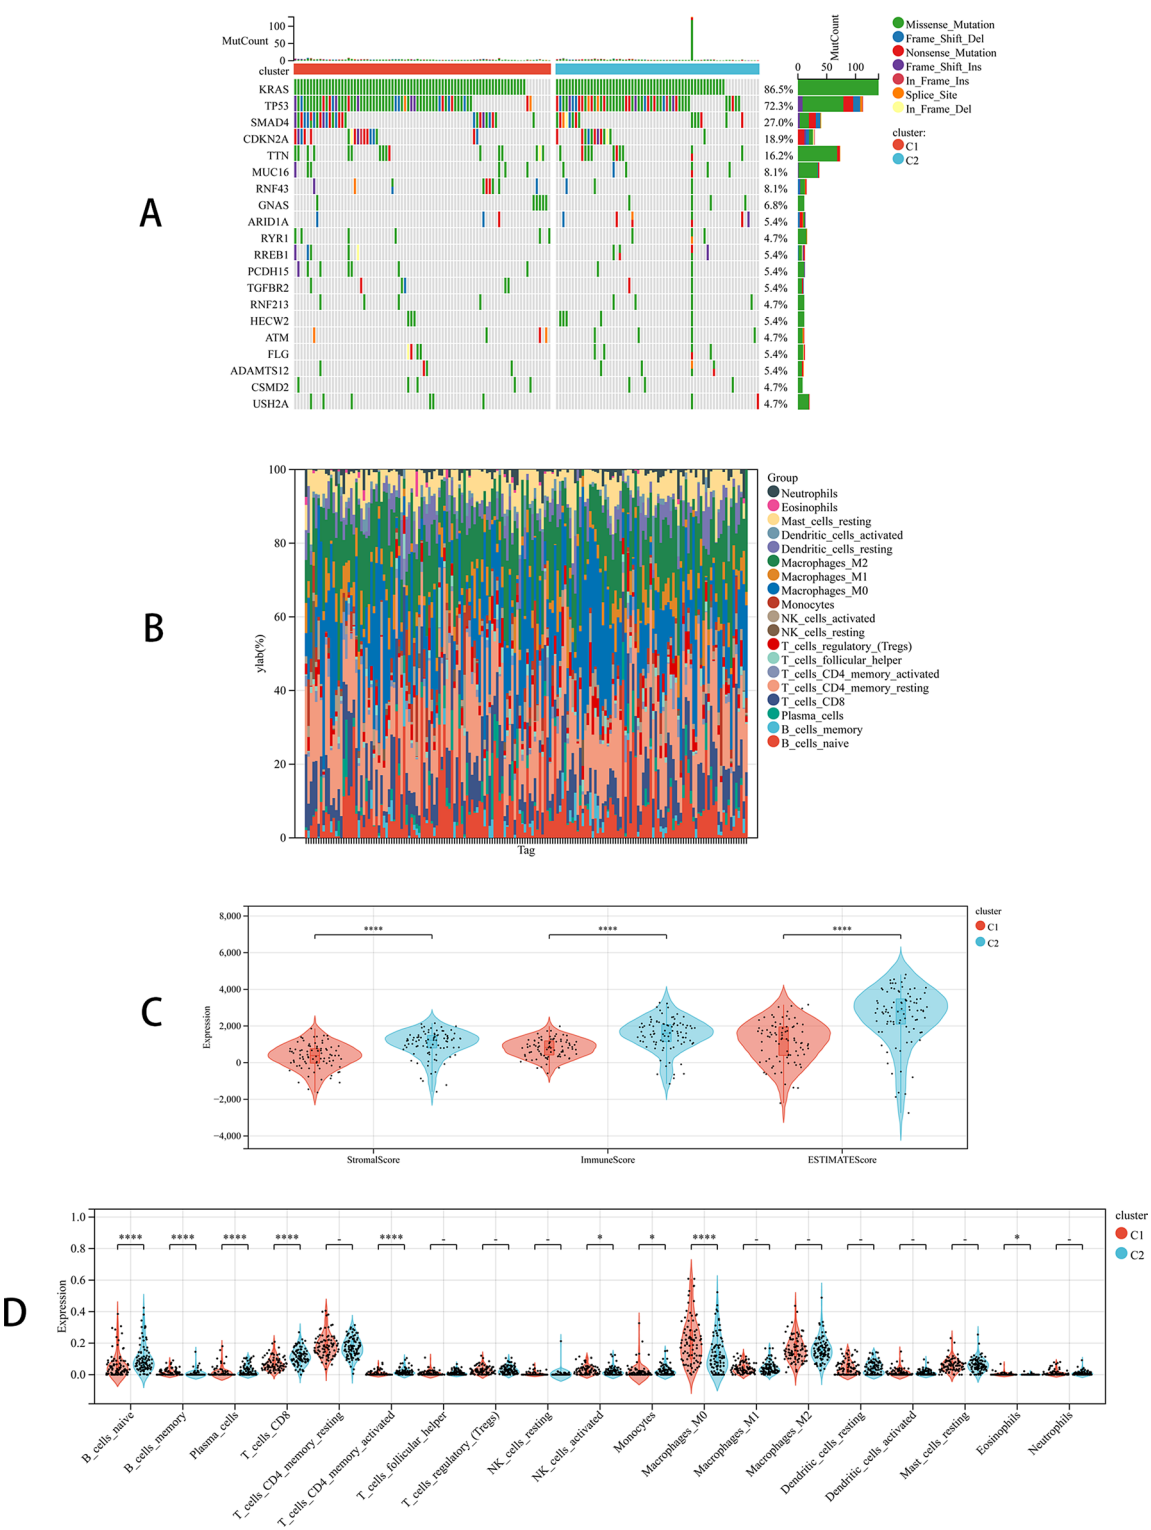 A
MutCount
100
50
0
cluster
KRAS 86.5%
TP53 72.3%
SMAD4 27.0%
CDKN2A 18.9%
TTN 16.2%
MUC16 8.1%
RNF43 8.1%
GNAS 6.8%
ARID1A 5.4%
RYR1 4.7%
RREB1 5.4%
PCDH15 5.4%
TGFBR2 5.4%
RNF213 4.7%
HECW2 5.4%
ATM 4.7%
FLG 5.4%
ADAMTS12 5.4%
CSMD2 4.7%
USH2A 4.7%
MutCount
0 50 100
Missense_Mutation
Frame_Shift_Del
Nonsense_Mutation
Frame_Shift_Ins
In_Frame_Ins
Splice_Site
In_Frame_Del
cluster:
C1
C2
B
ylab(%)
100
80
60
40
20
0
Tag
Group
Neutrophils
Eosinophils
Mast_cells_resting
Dendritic_cells_activated
Dendritic_cells_resting
Macrophages_M2
Macrophages_M1
Macrophages_M0
Monocytes
NK_cells_activated
NK_cells_resting
T_cells_regulatory_(Tregs)
T_cells_follicular_helper
T_cells_CD4_memory_activated
T_cells_CD4_memory_resting
T_cells_CD8
Plasma_cells
B_cells_memory
B_cells_naive
C
Expression
8,000
6,000
4,000
2,000
0
−2,000
−4,000
**** **** ****
StromalScore ImmuneScore ESTIMATEScore
cluster
C1
C2
D
Expression
1.0
0.8
0.6
0.4
0.2
0.0
**** **** **** **** - **** - - - * * **** - - - - - * -
B_cells_naive
B_cells_memory
Plasma_cells
T_cells_CD8
T_cells_CD4_memory_resting
T_cells_CD4_memory_activated
T_cells_follicular_helper
T_cells_regulatory_(Tregs)
NK_cells_resting
NK_cells_activated
Monocytes
Macrophages_M0
Macrophages_M1
Macrophages_M2
Dendritic_cells_resting
Dendritic_cells_activated
Mast_cells_resting
Eosinophils
Neutrophils
cluster
C1
C2